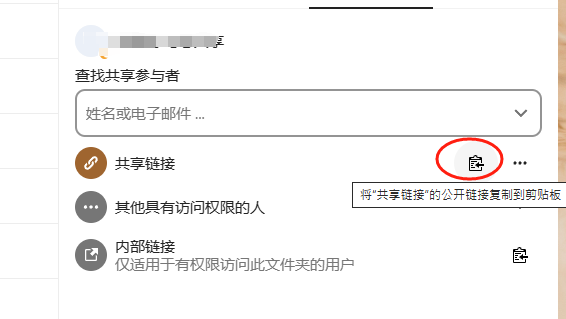 共享
查找共享参与者
姓名或电子邮件 ...
共享链接
将"共享链接"的公开链接复制到剪贴板
其他具有访问权限的人
内部链接
仅适用于有权限访问此文件夹的用户